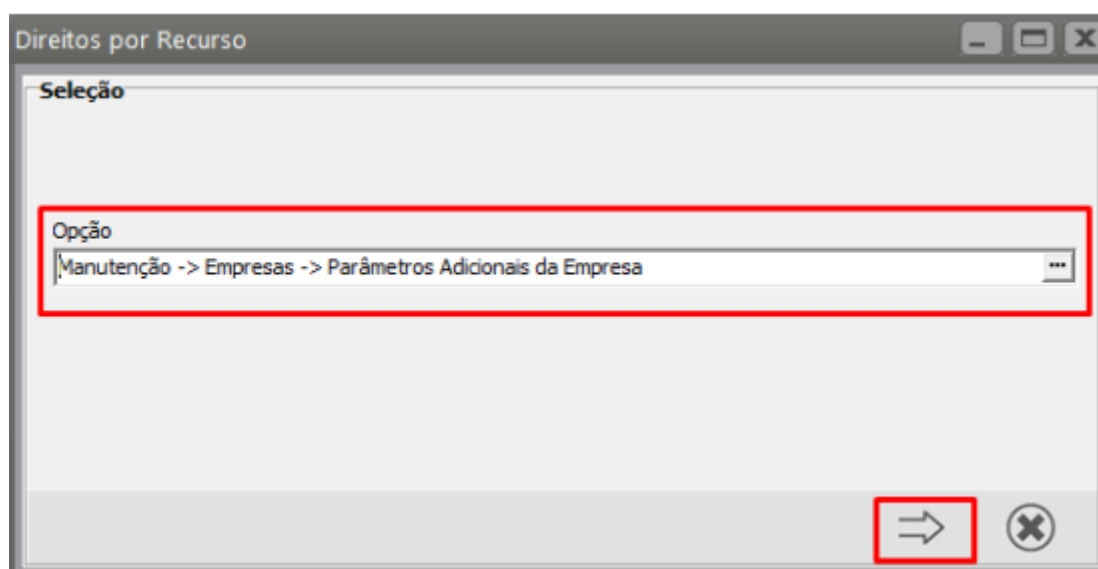 Direitos por Recurso
Seleção
Opção
Manutenção -> Empresas -> Parâmetros Adicionais da Empresa
...